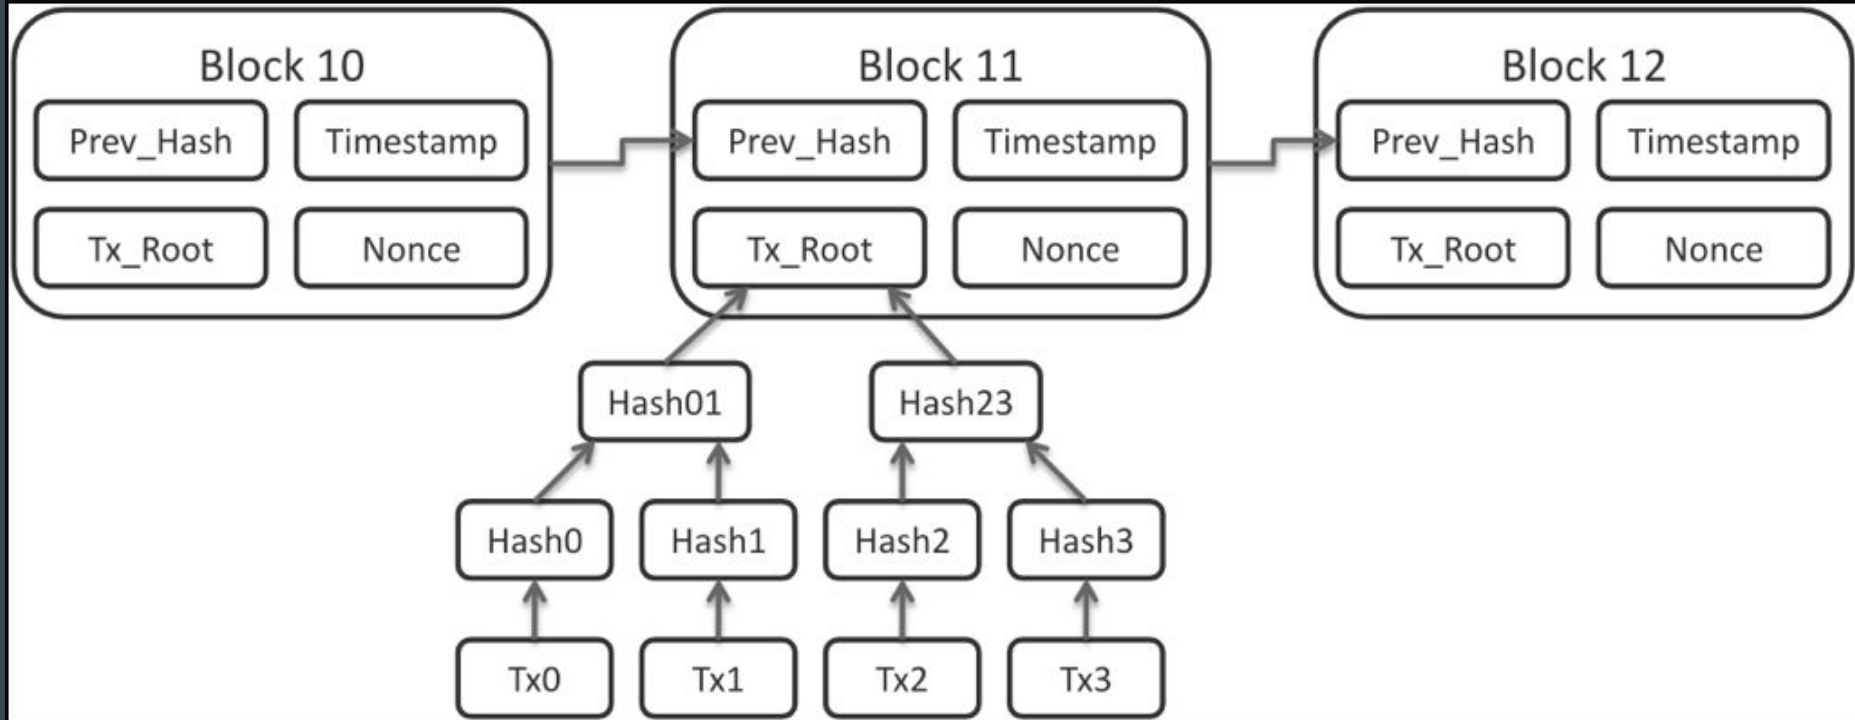 Block 10
Prev_Hash Timestamp
Tx_Root Nonce
Block 11
Prev_Hash Timestamp
Tx_Root Nonce
Block 12
Prev_Hash Timestamp
Tx_Root Nonce
Hash01 Hash23
Hash0 Hash1 Hash2 Hash3
Tx0 Tx1 Tx2 Tx3